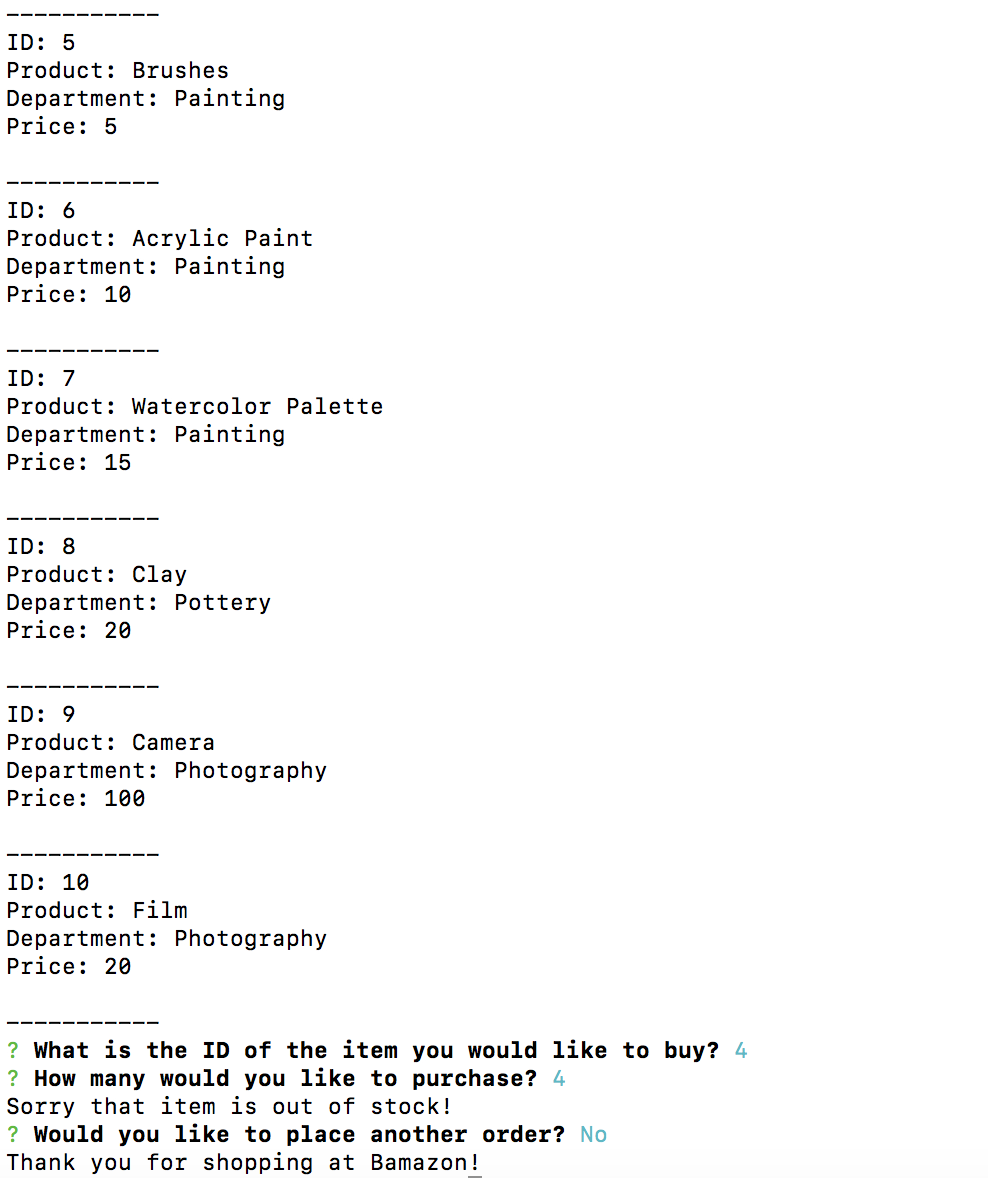 -----------
ID: 5
Product: Brushes
Department: Painting
Price: 5
-----------
ID: 6
Product: Acrylic Paint
Department: Painting
Price: 10
-----------
ID: 7
Product: Watercolor Palette
Department: Painting
Price: 15
-----------
ID: 8
Product: Clay
Department: Pottery
Price: 20
-----------
ID: 9
Product: Camera
Department: Photography
Price: 100
-----------
ID: 10
Product: Film
Department: Photography
Price: 20
-----------
? What is the ID of the item you would like to buy? 4
? How many would you like to purchase? 4
Sorry that item is out of stock!
? Would you like to place another order? No
Thank you for shopping at Bamazon!